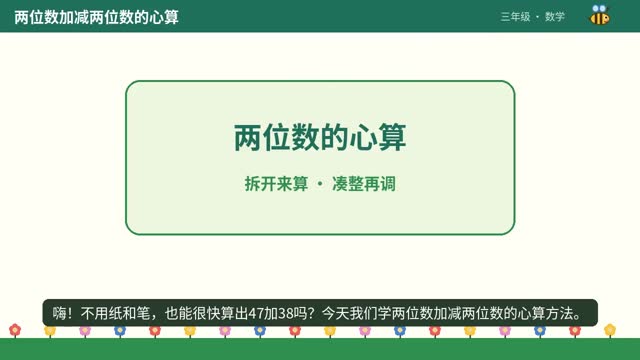 两位数加减两位数的心算
三年级 · 数学
两位数的心算
拆开来算 · 凑整再调
嗨！不用纸和笔，也能很快算出47加38吗？今天我们学两位数加减两位数的心算方法。